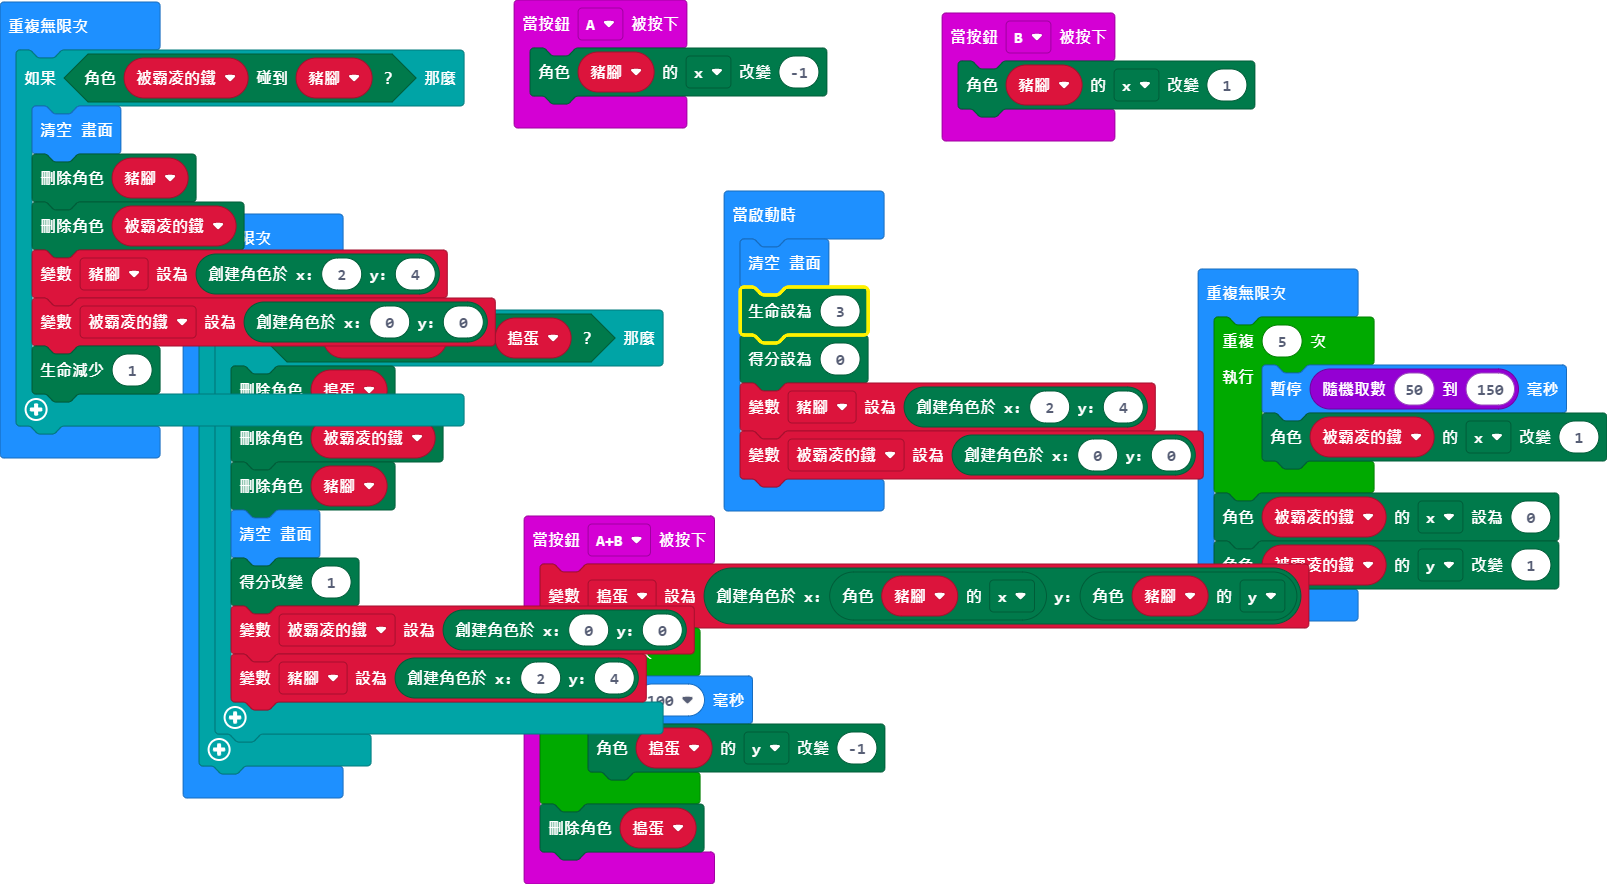 重複無限次
如果 角色 被霸凌的鐵 碰到 豬腳 ? 那麼
清空 畫面
刪除角色 豬腳
刪除角色 被霸凌的鐵
變數 豬腳 設為 創建角色於 x: 2 y: 4
變數 被霸凌的鐵 設為 創建角色於 x: 0 y: 0
生命減少 1
限次
搗蛋 ? 那麼
刪除角色 搗蛋
刪除角色 被霸凌的鐵
刪除角色 豬腳
清空 畫面
得分改變 1
變數 被霸凌的鐵 設為 創建角色於 x: 0 y: 0
變數 豬腳 設為 創建角色於 x: 2 y: 4
當按鈕 A 被按下
角色 豬腳 的 x 改變 -1
當按鈕 B 被按下
角色 豬腳 的 x 改變 1
當啟動時
清空 畫面
生命設為 3
得分設為 0
變數 豬腳 設為 創建角色於 x: 2 y: 4
變數 被霸凌的鐵 設為 創建角色於 x: 0 y: 0
當按鈕 A+B 被按下
變數 搗蛋 設為 創建角色於 x: 角色 豬腳 的 x y: 角色 豬腳 的 y
100 毫秒
角色 搗蛋 的 y 改變 -1
刪除角色 搗蛋
重複無限次
重複 5 次
執行
暫停 隨機取數 50 到 150 毫秒
角色 被霸凌的鐵 的 x 改變 1
角色 被霸凌的鐵 的 x 設為 0
角色 被霸凌的鐵 的 y 改變 1